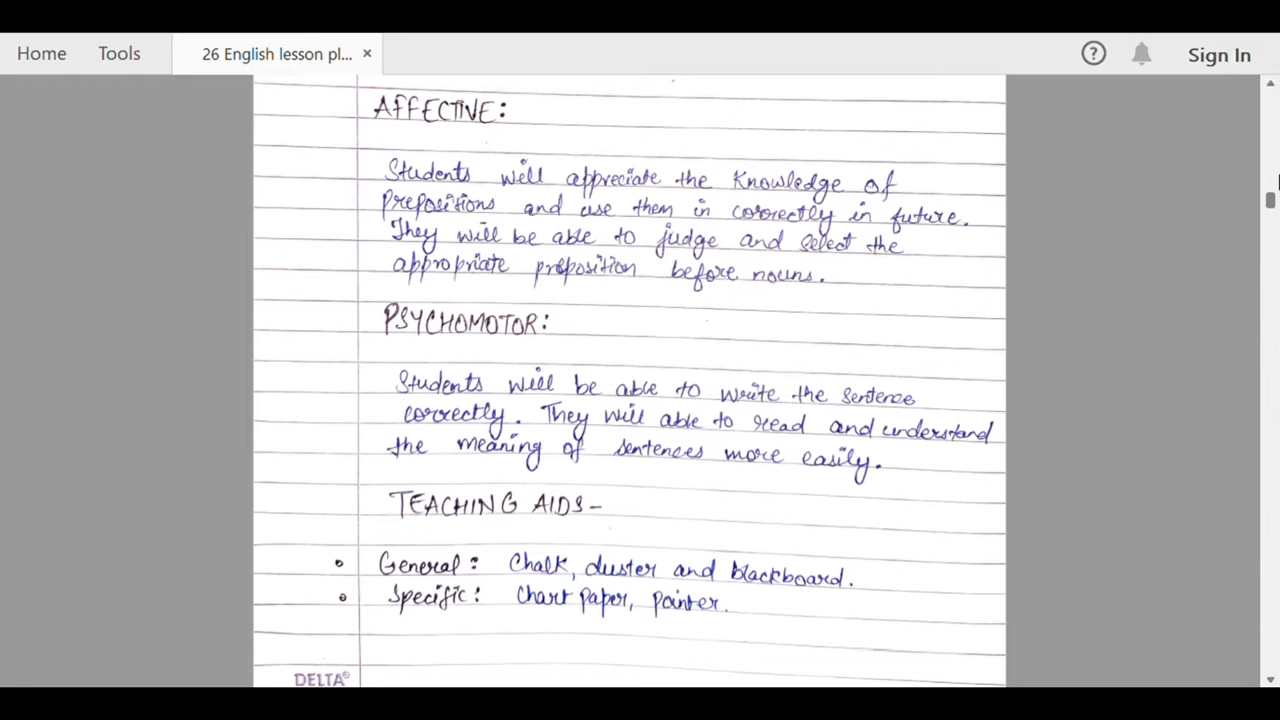 Home Tools 26 English lesson pl... × ? Sign In
AFFECTIVE:
Students will appreciate the Knowledge of
Prepositions and use them in correctly in future.
They will be able to judge and select the
appropriate preposition before nouns.
PSYCHOMOTOR:
Students will be able to write the sentence
correctly. They will able to read and understand
the meaning of sentences more easily.
TEACHING AIDS-
• General: Chalk, duster and blackboard.
• Specific: Chart paper, pointer.
DELTA®